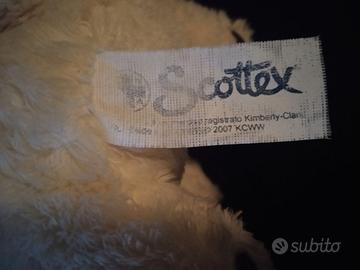 Scottex
registrato Kimberly-Clark
2007 KCWW
subito